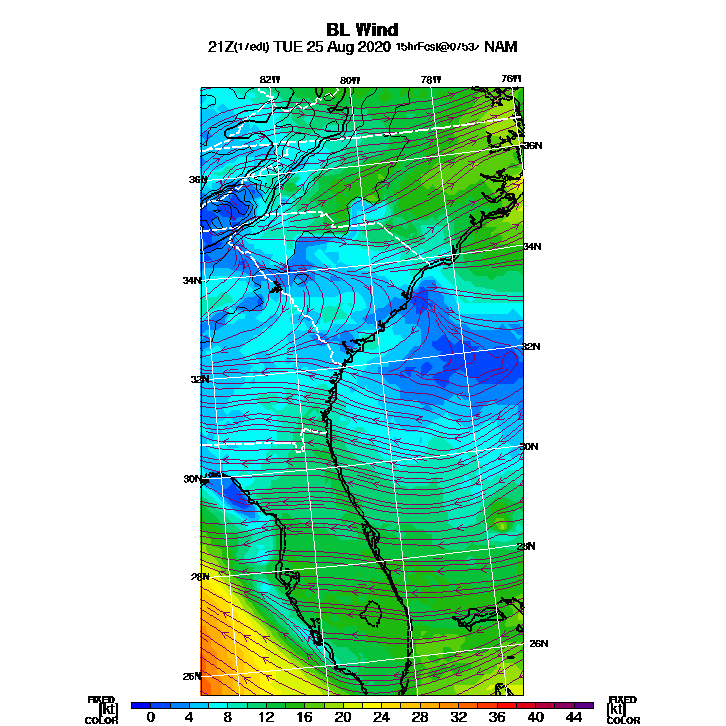 BL Wind
21Z(17edt) TUE 25 Aug 2020 15hrFcst@0753z NAM
82W 80W 78W 76W
36N
36N
34N
34N
32N
32N
30N
30N
28N
28N
26N
26N
FIXED FIXED
[kt] 0 4 8 12 16 20 24 28 32 36 40 44 [kt]
COLOR COLOR